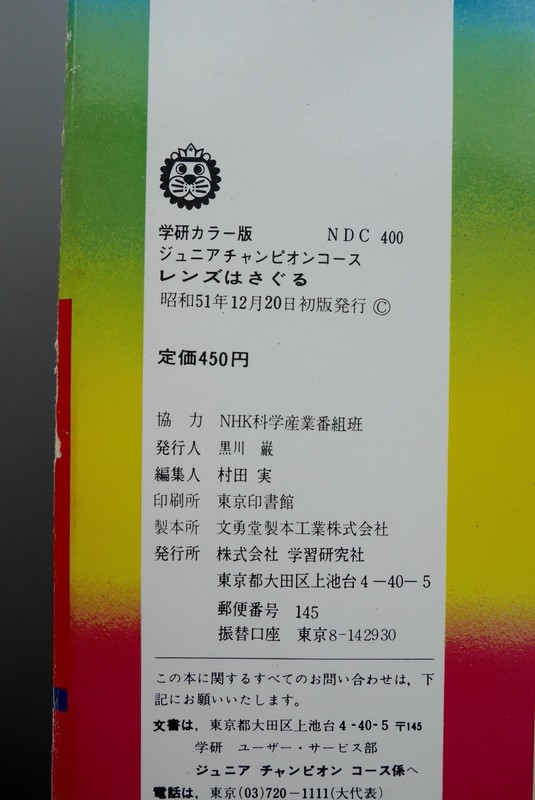 学研カラー版 NDC 400
ジュニアチャンピオンコース
レンズはさぐる
昭和51年12月20日初版発行 ©
定価450円
協 力 NHK科学産業番組班
発行人 黒川 巌
編集人 村田 実
印刷所 東京印書館
製本所 文勇堂製本工業株式会社
発行所 株式会社 学習研究社
東京都大田区上池台4-40-5
郵便番号 145
振替口座 東京8-142930
この本に関するすべてのお問い合わせは，下
記にお願いいたします。
文書は，東京都大田区上池台4-40-5 〒145
学研 ユーザー・サービス部
ジュニア チャンピオン コース係へ
電話は，東京(03)720-1111(大代表)